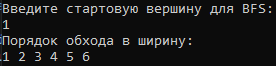 Введите стартовую вершину для BFS:
1
Порядок обхода в ширину:
1 2 3 4 5 6